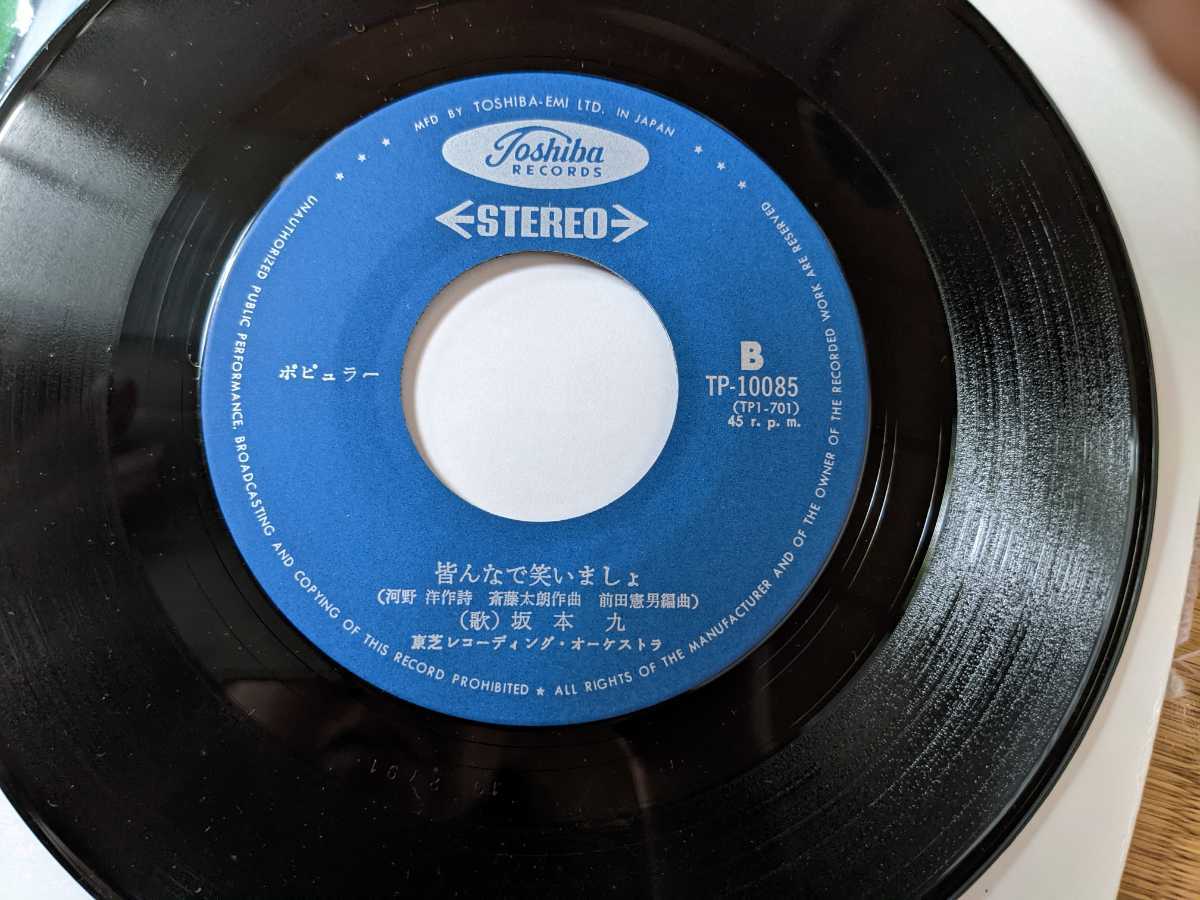 MFD BY TOSHIBA-EMI LTD. IN JAPAN
Toshiba
RECORDS
STEREO
ポピュラー
B
TP-10085
(TP1-701)
45 r. p. m.
皆んなで笑いましょ
(河野 洋作詩 斎藤太朗作曲 前田憲男編曲)
(歌) 坂本 九
東芝レコーディング・オーケストラ
UNAUTHORIZED PUBLIC PERFORMANCE, BROADCASTING AND COPYING OF THIS RECORD PROHIBITED ★ ALL RIGHTS OF THE MANUFACTURER AND OF THE OWNER OF THE RECORDED WORK ARE RESERVED